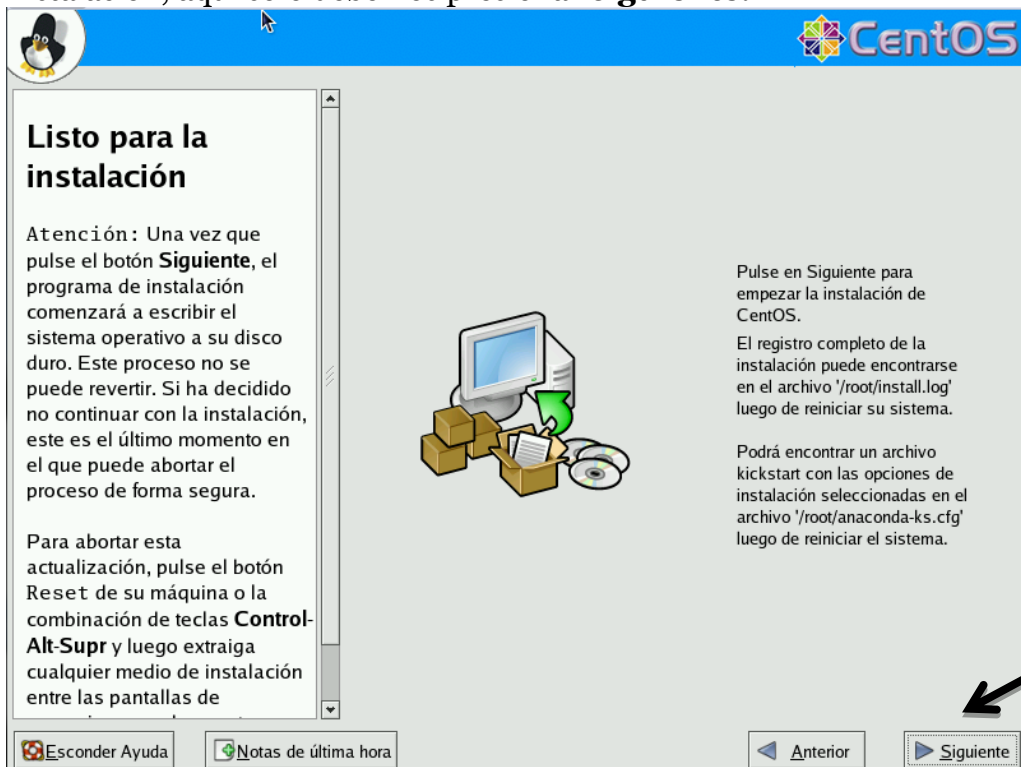 CentOS
Listo para la
instalación
Atención: Una vez que
pulse el botón Siguiente, el
programa de instalación
comenzará a escribir el
sistema operativo a su disco
duro. Este proceso no se
puede revertir. Si ha decidido
no continuar con la instalación,
este es el último momento en
el que puede abortar el
proceso de forma segura.
Para abortar esta
actualización, pulse el botón
Reset de su máquina o la
combinación de teclas Control-
Alt-Supr y luego extraiga
cualquier medio de instalación
entre las pantallas de
Pulse en Siguiente para
empezar la instalación de
CentOS.
El registro completo de la
instalación puede encontrarse
en el archivo '/root/install.log'
luego de reiniciar su sistema.
Podrá encontrar un archivo
kickstart con las opciones de
instalación seleccionadas en el
archivo '/root/anaconda-ks.cfg'
luego de reiniciar el sistema.
Esconder Ayuda
Notas de última hora
Anterior
Siguiente